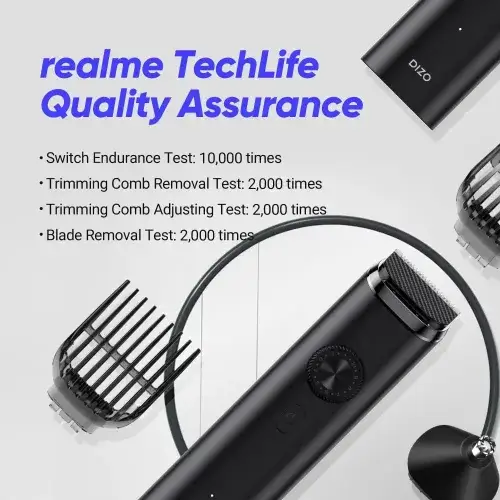 realme TechLife
Quality Assurance
• Switch Endurance Test: 10,000 times
• Trimming Comb Removal Test: 2,000 times
• Trimming Comb Adjusting Test: 2,000 times
• Blade Removal Test: 2,000 times
DIZO